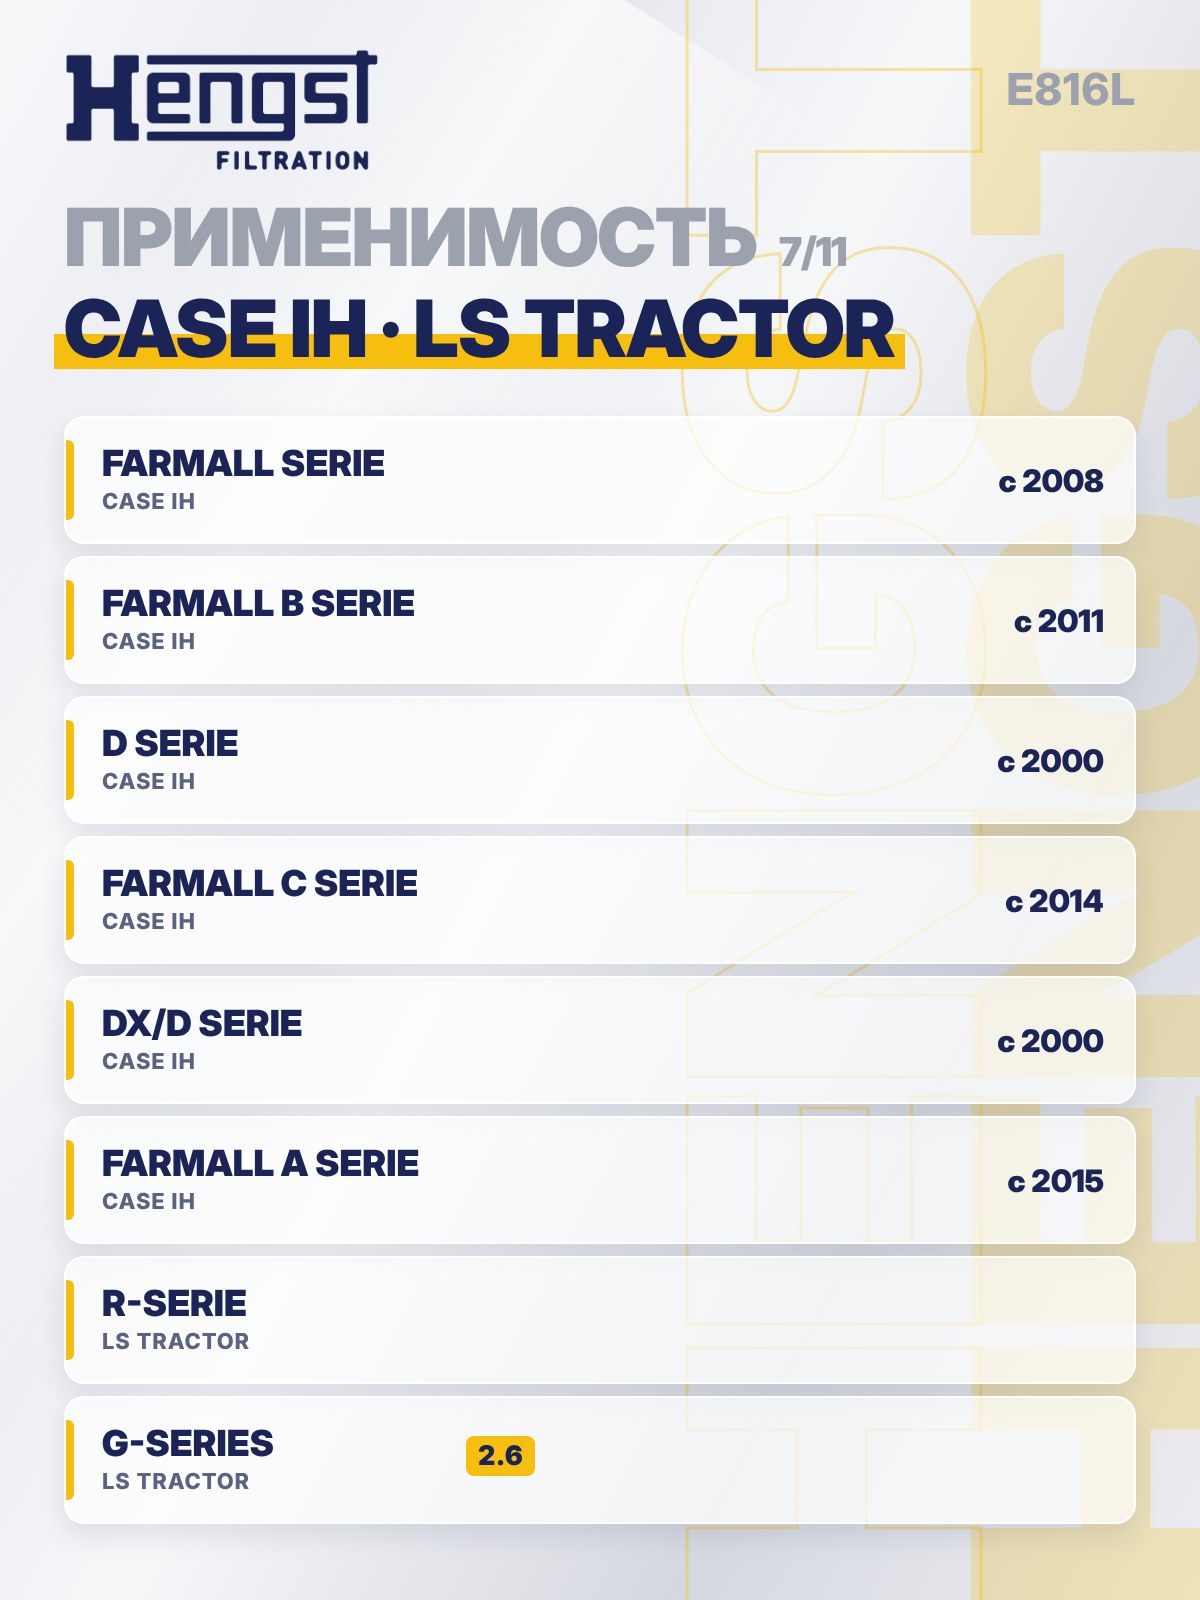 Hengst
FILTRATION
E816L
ПРИМЕНИМОСТЬ 7/11
CASE IH · LS TRACTOR
FARMALL SERIE
CASE IH
с 2008
FARMALL B SERIE
CASE IH
с 2011
D SERIE
CASE IH
с 2000
FARMALL C SERIE
CASE IH
с 2014
DX/D SERIE
CASE IH
с 2000
FARMALL A SERIE
CASE IH
с 2015
R-SERIE
LS TRACTOR
G-SERIES
LS TRACTOR
2.6
HENGST
HENGST